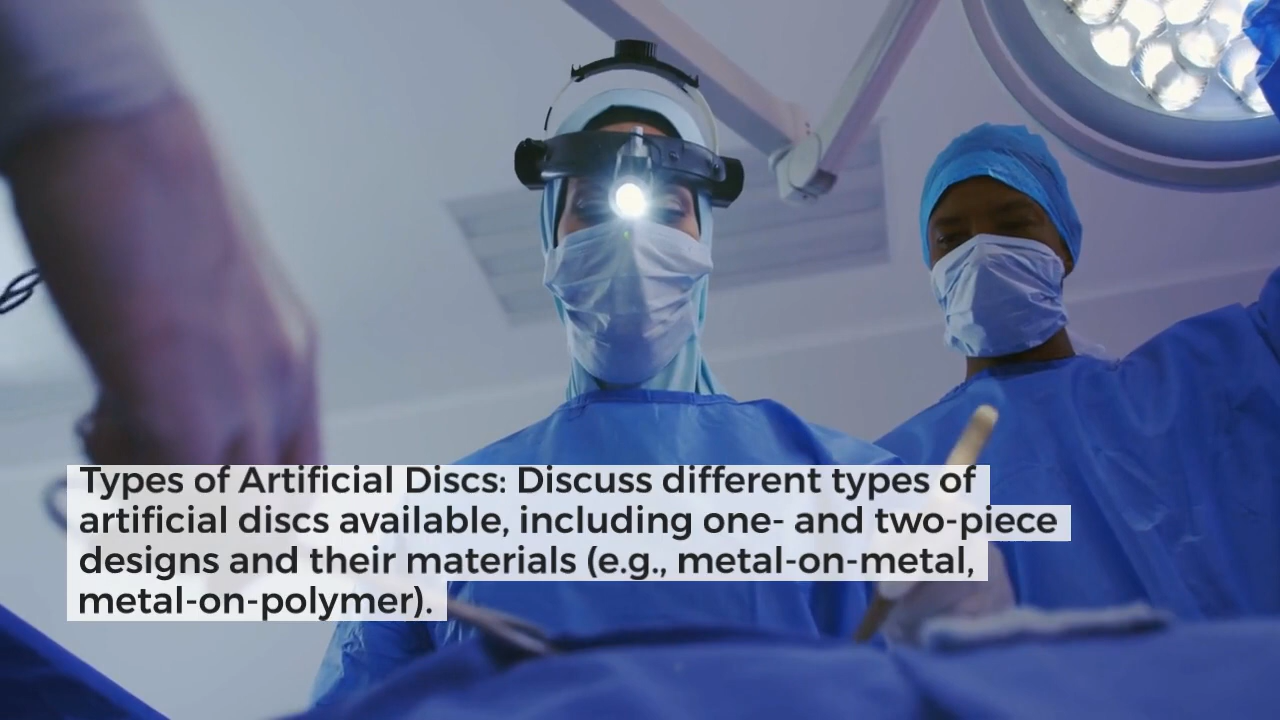 Types of Artificial Discs: Discuss different types of
artificial discs available, including one- and two-piece
designs and their materials (e.g., metal-on-metal,
metal-on-polymer).